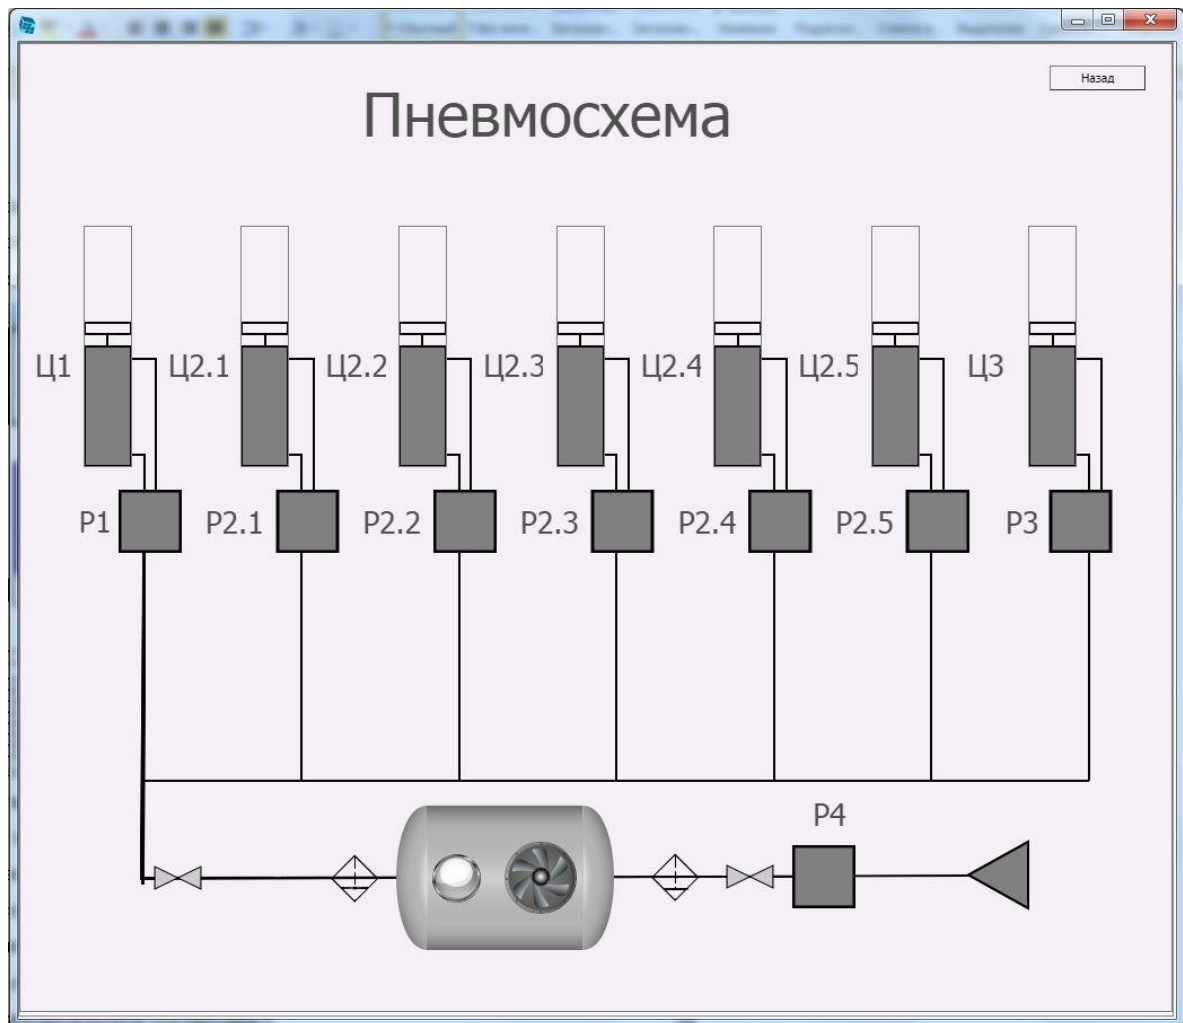 Назад
Пневмосхема
Ц1
Ц2.1
Ц2.2
Ц2.3
Ц2.4
Ц2.5
Ц3
Р1
Р2.1
Р2.2
Р2.3
Р2.4
Р2.5
Р3
Р4